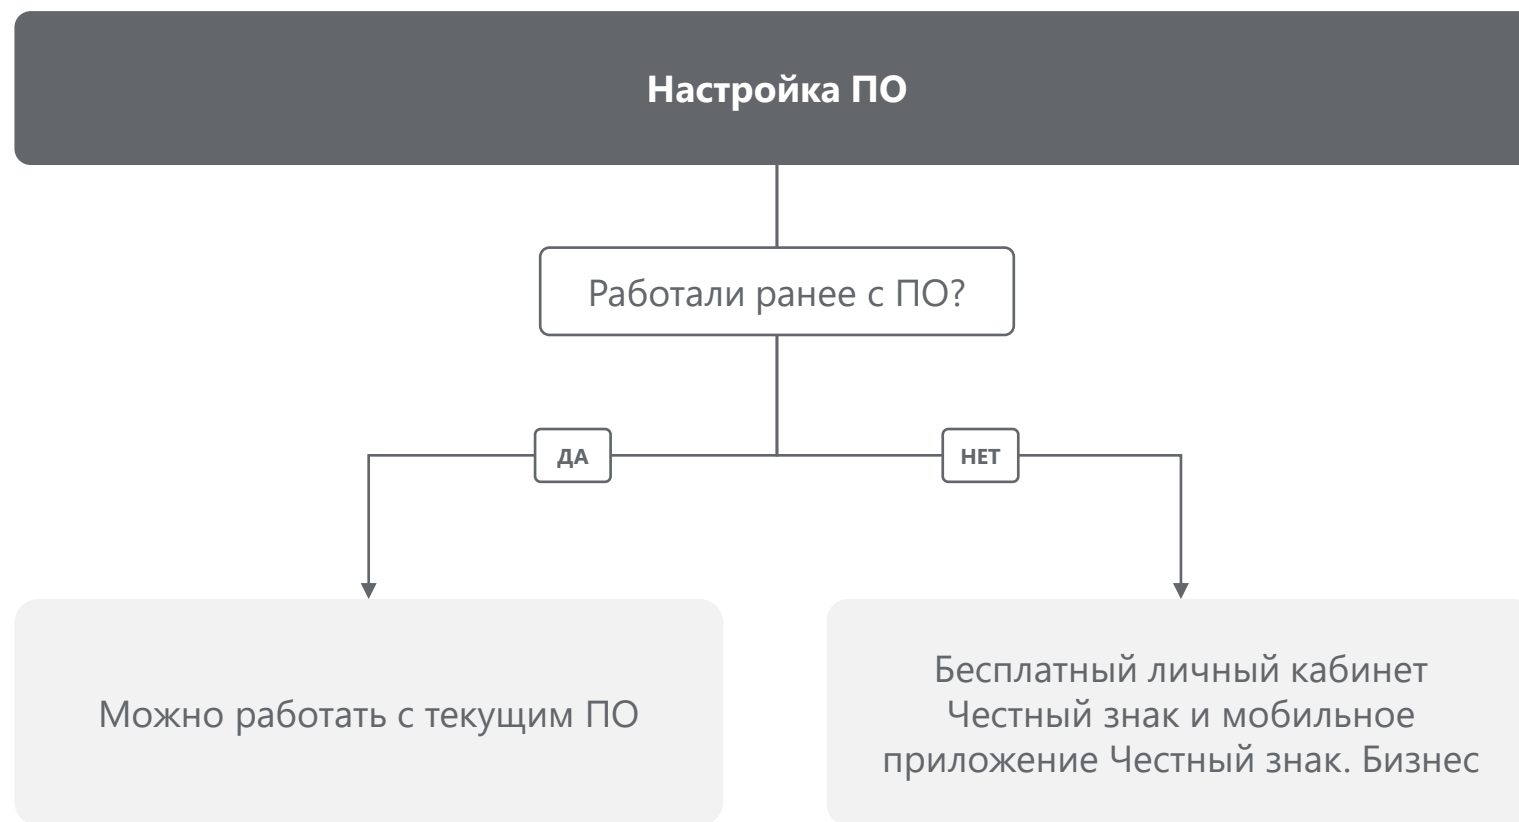 Настройка ПО
Работали ранее с ПО?
ДА
НЕТ
Можно работать с текущим ПО
Бесплатный личный кабинет
Честный знак и мобильное
приложение Честный знак. Бизнес